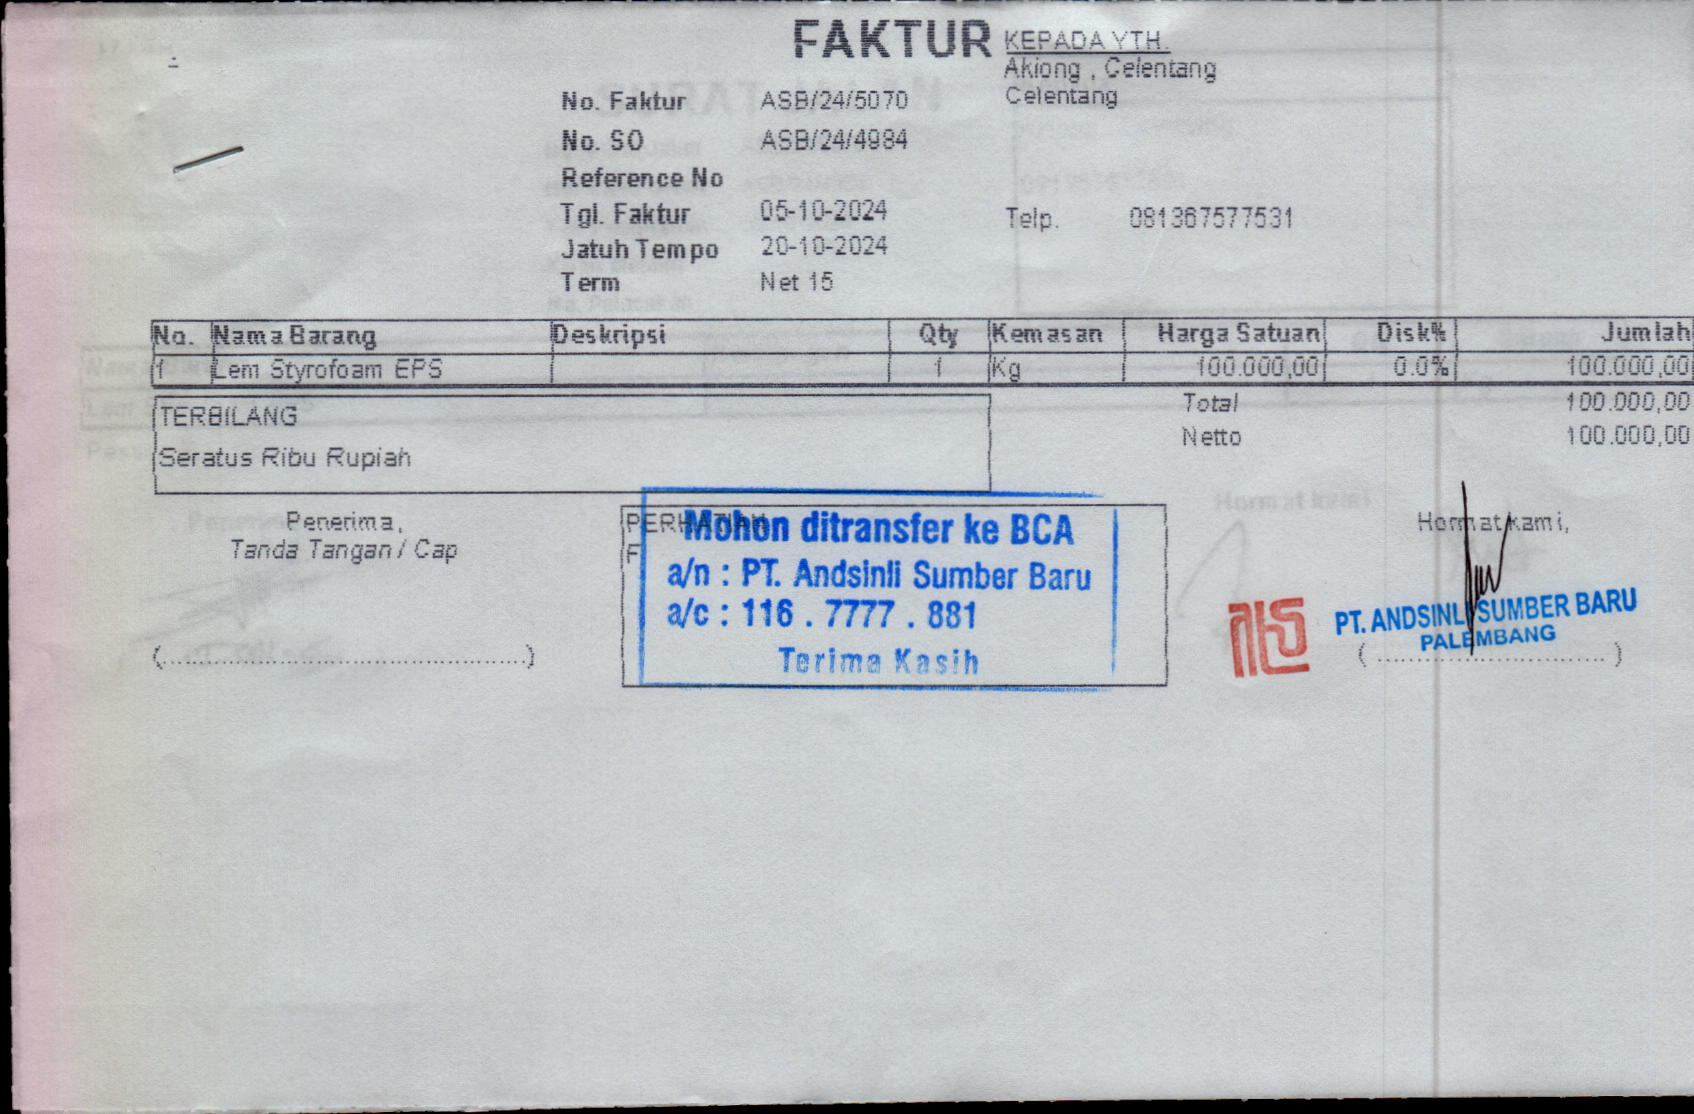 FAKTUR
KEPADA YTH.
Akiong , Celentang
Celentang
No. Faktur ASB/24/5070
No. SO ASB/24/4984
Reference No
Tgl. Faktur 05-10-2024
Telp. 081367577531
Jatuh Tempo 20-10-2024
Term Net 15
No. Nama Barang Deskripsi Qty Kemasan Harga Satuan Disk% Jumlah
1 Lem Styrofoam EPS 1 Kg 100.000,00 0.0% 100.000,00
TERBILANG
Seratus Ribu Rupiah
Total 100.000,00
Netto 100.000,00
Penerima,
Tanda Tangan / Cap
PERHATIAN
F
Mohon ditransfer ke BCA
a/n : PT. Andsinli Sumber Baru
a/c : 116 . 7777 . 881
Terima Kasih
Hormat kami,
PT. ANDSINLI SUMBER BARU
PALEMBANG